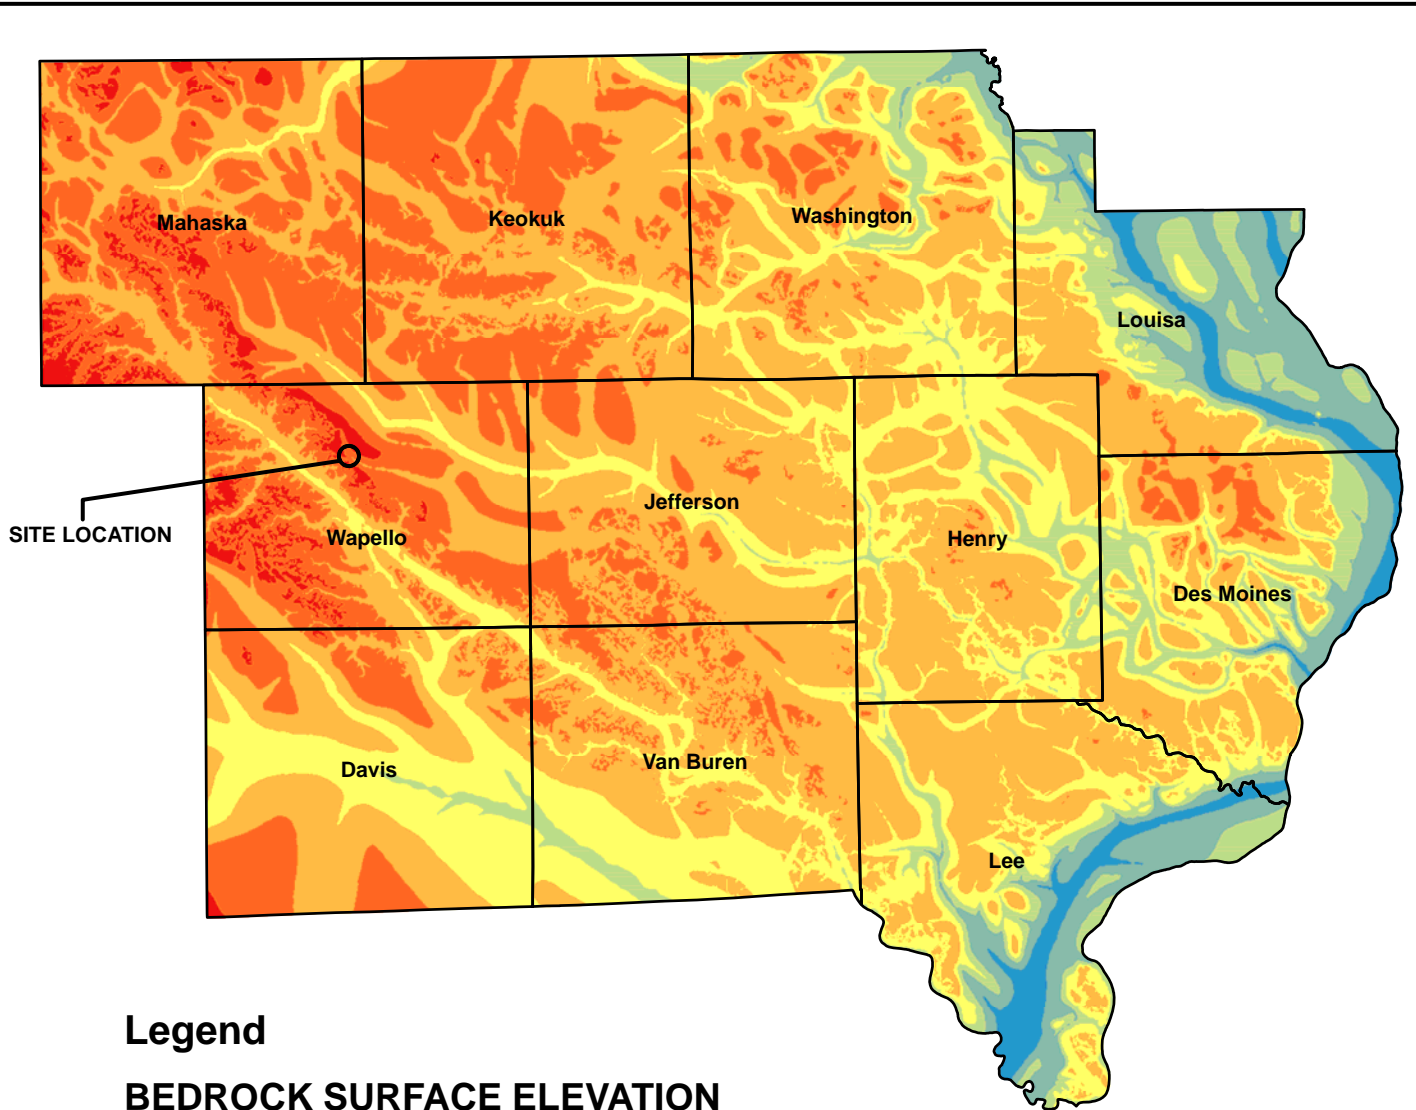 Mahaska
Keokuk
Washington
Louisa
SITE LOCATION
Wapello
Jefferson
Henry
Des Moines
Davis
Van Buren
Lee
Legend
BEDROCK SURFACE ELEVATION